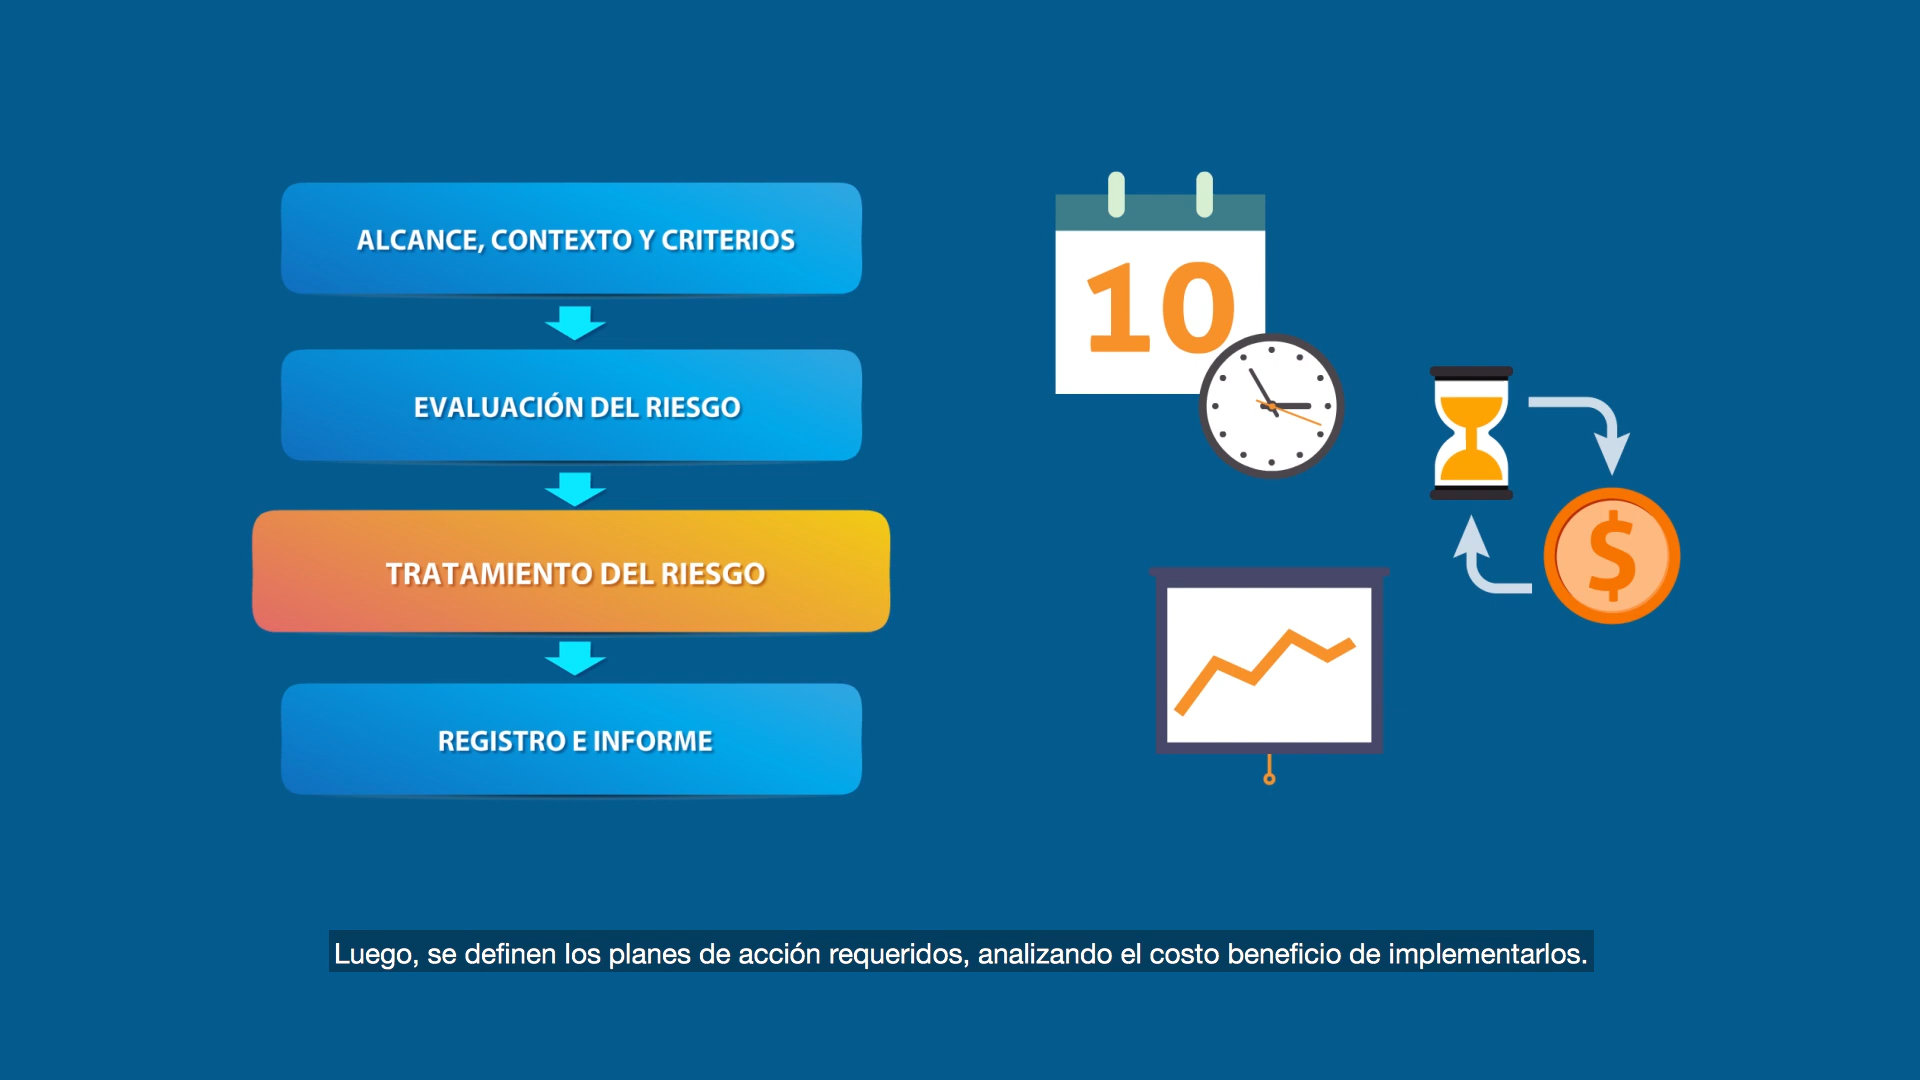 ALCANCE, CONTEXTO Y CRITERIOS
EVALUACIÓN DEL RIESGO
TRATAMIENTO DEL RIESGO
REGISTRO E INFORME
10
$
Luego, se definen los planes de acción requeridos, analizando el costo beneficio de implementarlos.